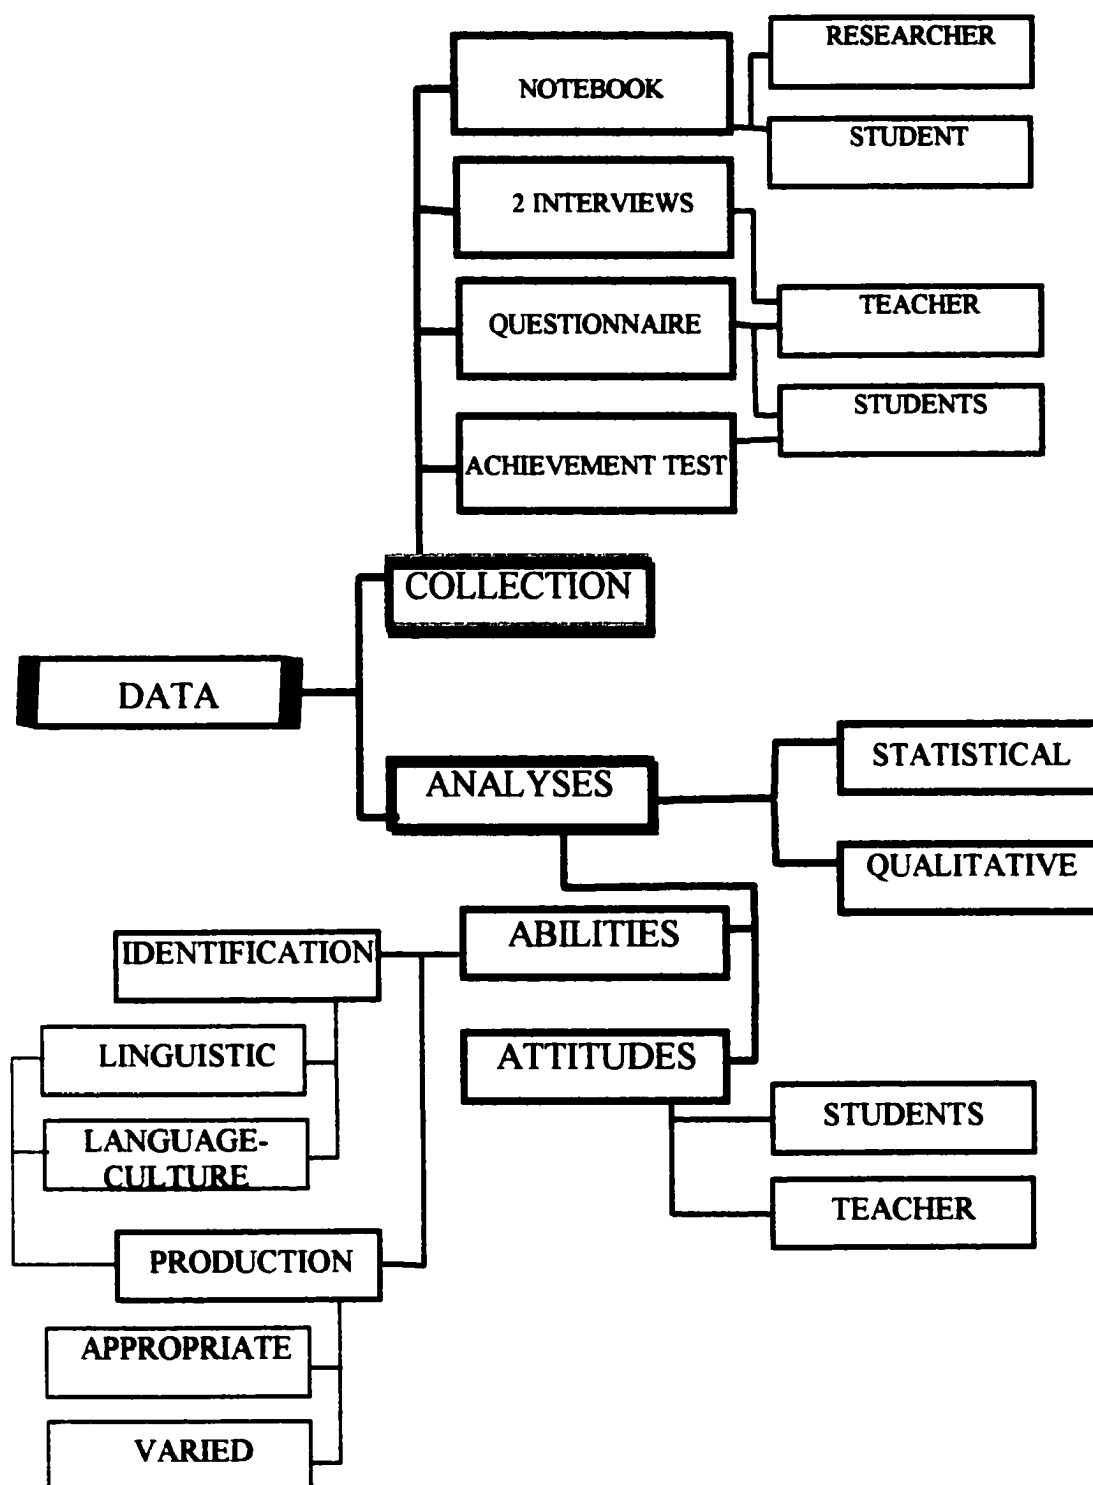 RESEARCHER
NOTEBOOK
STUDENT
2 INTERVIEWS
TEACHER
QUESTIONNAIRE
STUDENTS
ACHIEVEMENT TEST
COLLECTION
DATA
ANALYSES
STATISTICAL
QUALITATIVE
ABILITIES
IDENTIFICATION
LINGUISTIC
ATTITUDES
STUDENTS
LANGUAGE-
CULTURE
TEACHER
PRODUCTION
APPROPRIATE
VARIED